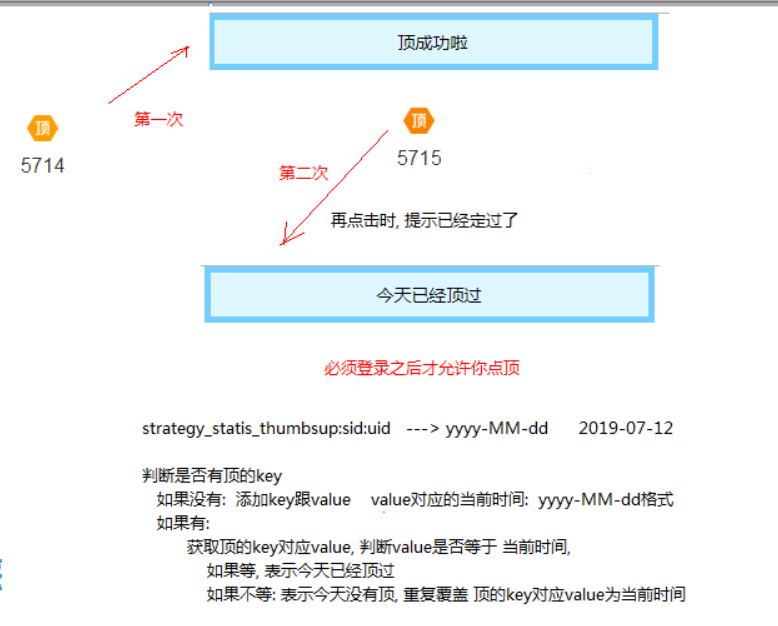 顶成功啦
第一次
顶
5714
顶
5715
第二次
再点击时, 提示已经定过了
今天已经顶过
必须登录之后才允许你点顶
strategy_statis_thumbsup:sid:uid ---> yyyy-MM-dd 2019-07-12
判断是否有顶的key
如果没有: 添加key跟value value对应的当前时间: yyyy-MM-dd格式
如果有:
获取顶的key对应value, 判断value是否等于 当前时间,
如果等, 表示今天已经顶过
如果不等: 表示今天没有顶, 重复覆盖 顶的key对应value为当前时间